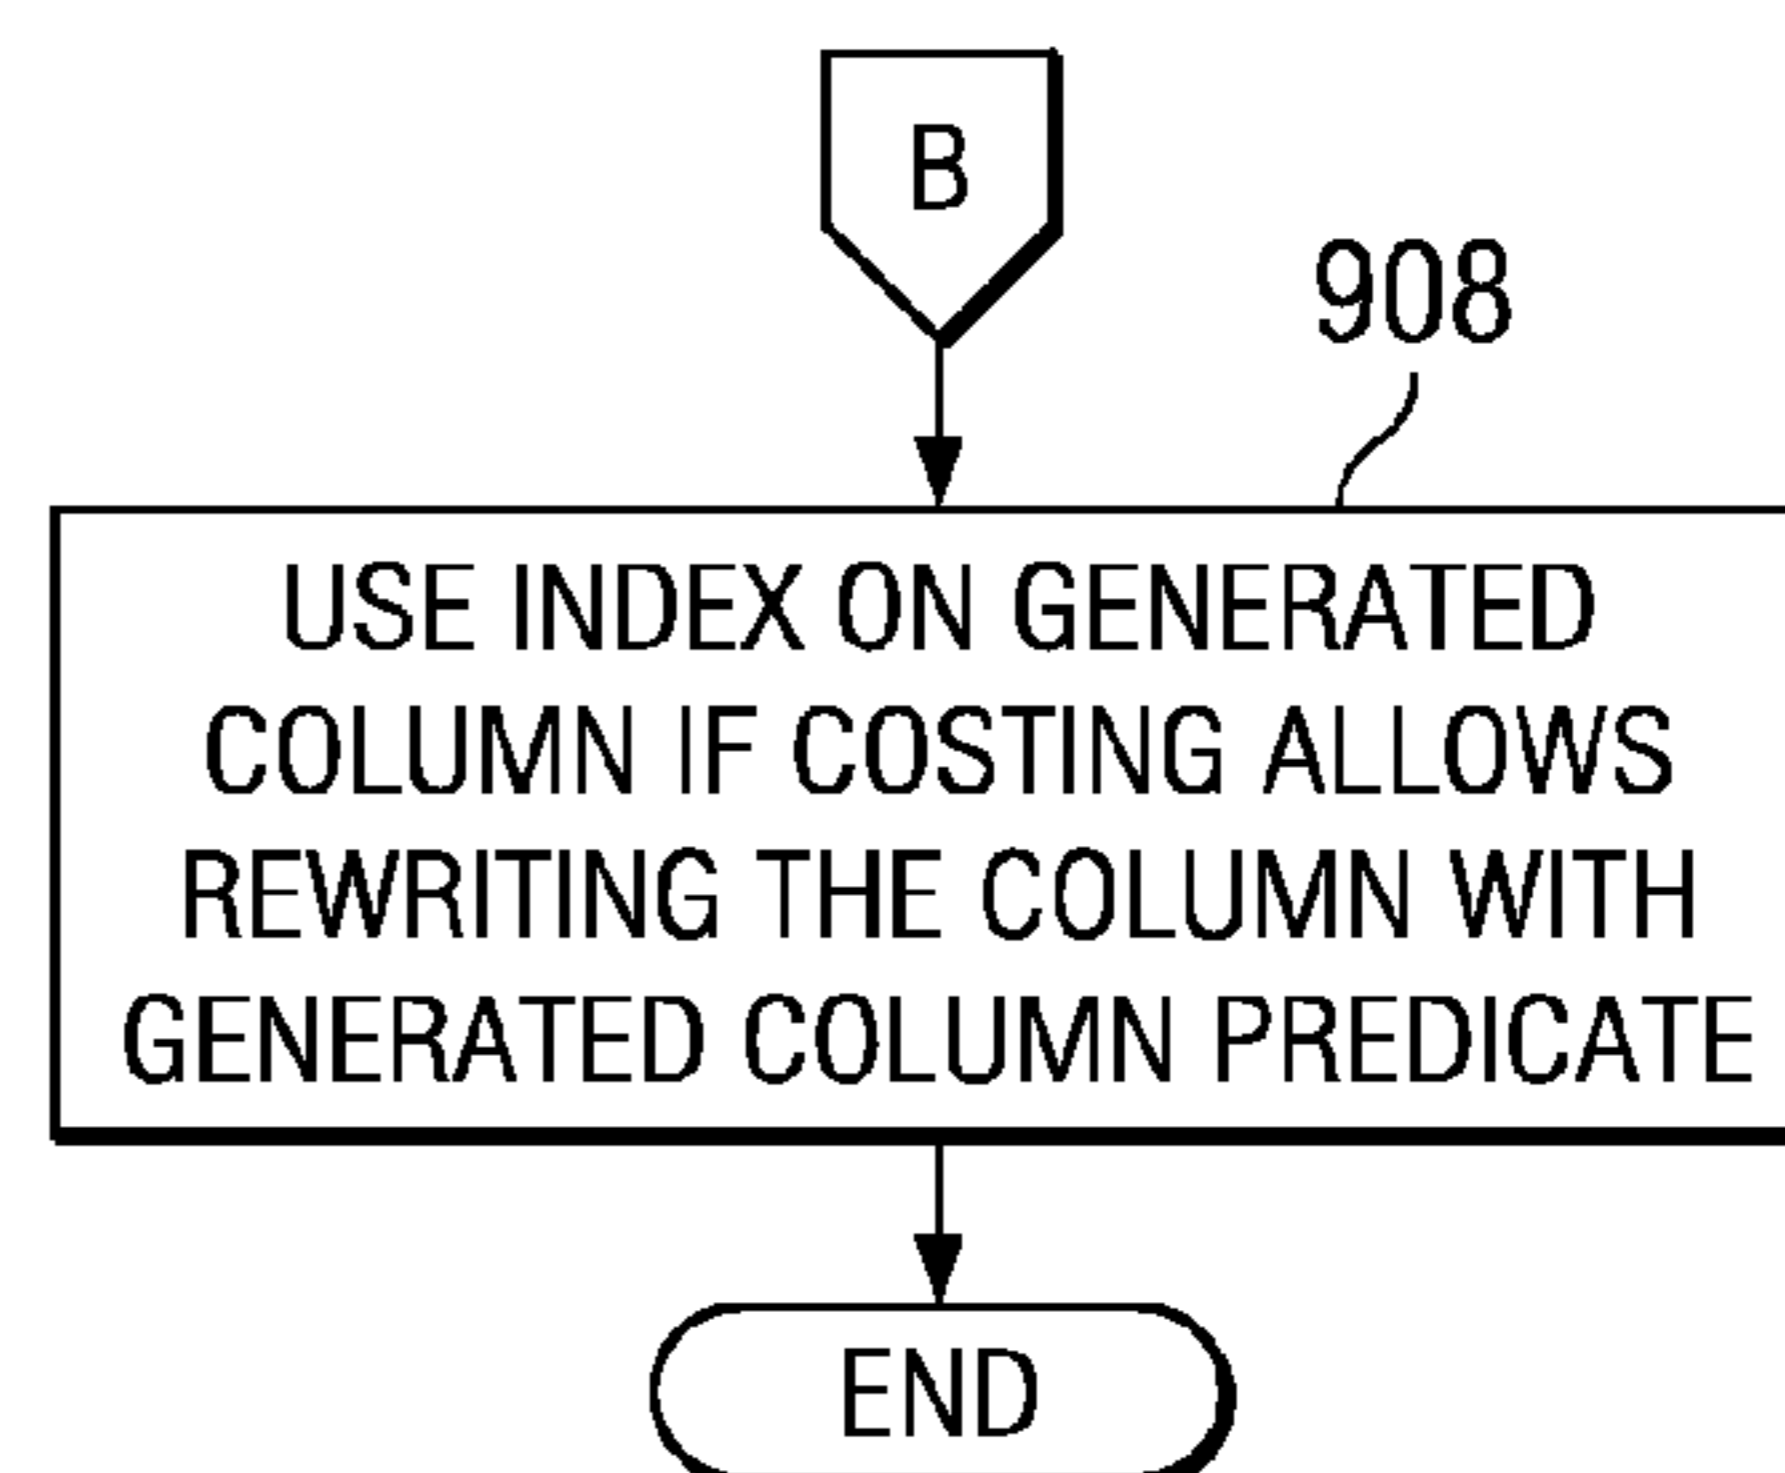 B
908
USE INDEX ON GENERATED
COLUMN IF COSTING ALLOWS
REWRITING THE COLUMN WITH
GENERATED COLUMN PREDICATE
END